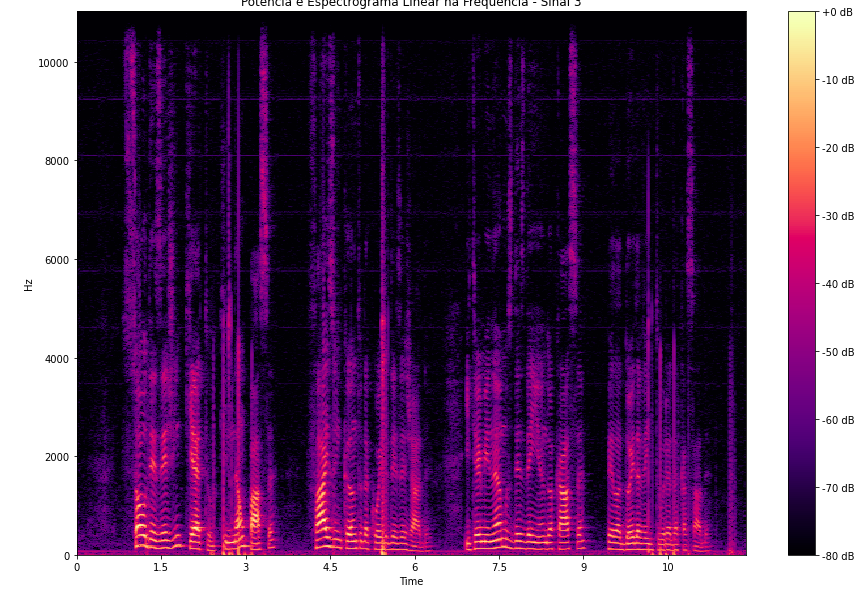 Potência e Espectrograma Linear na Frequência - Sinal 3
10000
8000
6000
4000
2000
0
Hz
0 1.5 3 4.5 6 7.5 9 10
Time
+0 dB
-10 dB
-20 dB
-30 dB
-40 dB
-50 dB
-60 dB
-70 dB
-80 dB